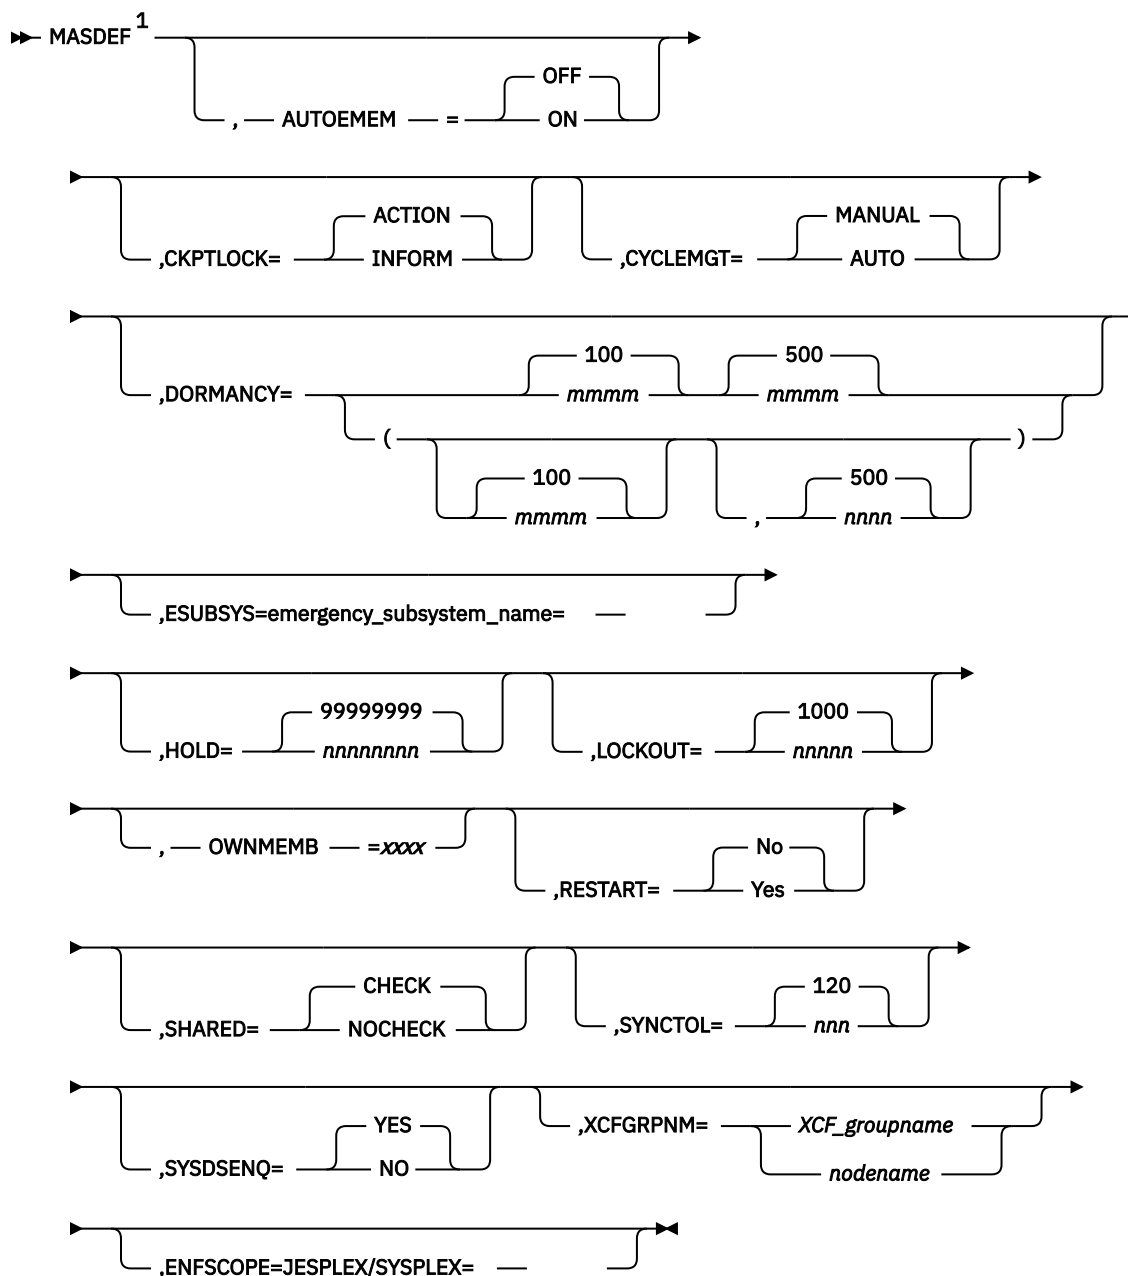 MASDEF 1
OFF
, AUTOEMEM = ON
ACTION MANUAL
,CKPTLOCK= INFORM ,CYCLEMGT= AUTO
100 500
,DORMANCY= mmmm mmmm
( )
100 500
mmmm , nnnn
,ESUBSYS=emergency_subsystem_name=
99999999 1000
,HOLD= nnnnnnnn ,LOCKOUT= nnnnn
, OWNMEMB =xxxx No
,RESTART= Yes
CHECK 120
,SHARED= NOCHECK ,SYNCTOL= nnn
YES ,XCFGRPNM= XCF_groupname
,SYSDSENQ= NO nodename
,ENFSCOPE=JESPLEX/SYSPLEX=